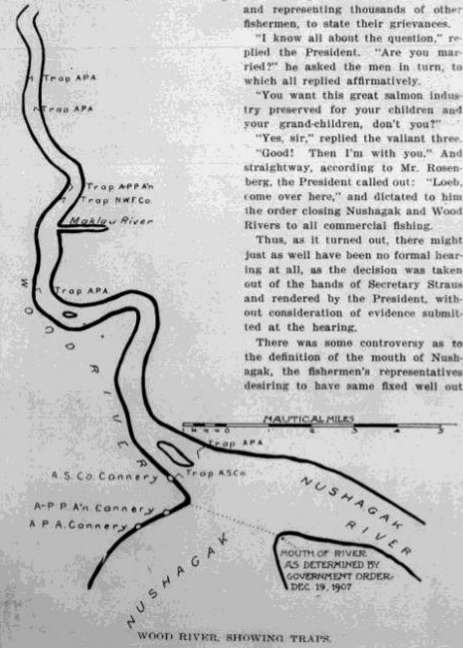 and representing thousands of other
fishermen, to state their grievances.
"I know all about the question," re-
plied the President. "Are you mar-
ried?" he asked the men in turn, to
which all replied affirmatively.
"You want this great salmon indus-
try preserved for your children and
your grand-children, don't you?"
"Yes, sir," replied the valiant three.
"Good! Then I'm with you." And
straightway, according to Mr. Rosen-
berg, the President called out: "Loeb,
come over here," and dictated to him
the order closing Nushagak and Wood
Rivers to all commercial fishing.
Thus, as it turned out, there might
just as well have been no formal hear-
ing at all, as the decision was taken
out of the hands of Secretary Straus
and rendered by the President, with-
out consideration of evidence submit-
ted at the hearing.
There was some controversy as to
the definition of the mouth of Nush-
agak, the fishermen's representatives
desiring to have same fixed well out
Trap A.P.A
Trap A.P.A
Trap A-P.P.A'n
Trap N.W.F.Co.
Maklau River
Trap A.P.A.
WOOD RIVER
NAUTICAL MILES
Trap A.P.A
Trap A.S.Co.
A.S.Co Cannery
A-P P.A'n. Cannery
A P A. Cannery
NUSHAGAK
RIVER
NUSHAGAK
MOUTH OF RIVER
AS DETERMINED BY
GOVERNMENT ORDER-
DEC 19, 1907
WOOD RIVER, SHOWING TRAPS.